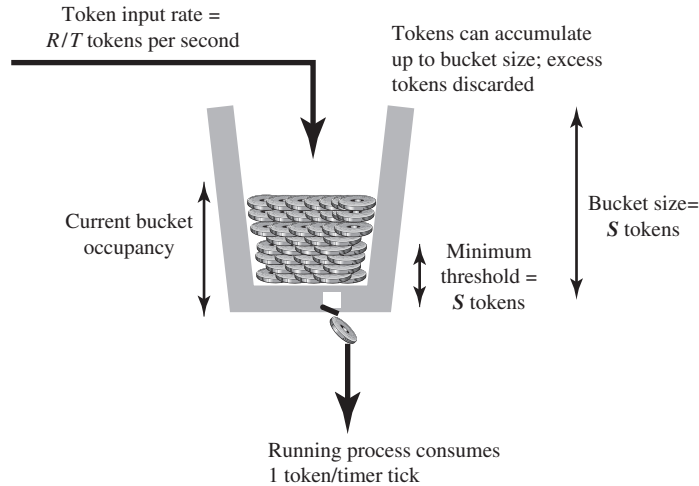 Token input rate =
R/T tokens per second
Tokens can accumulate
up to bucket size; excess
tokens discarded
Current bucket
occupancy
Minimum
threshold =
S tokens
Bucket size=
S tokens
Running process consumes
1 token/timer tick